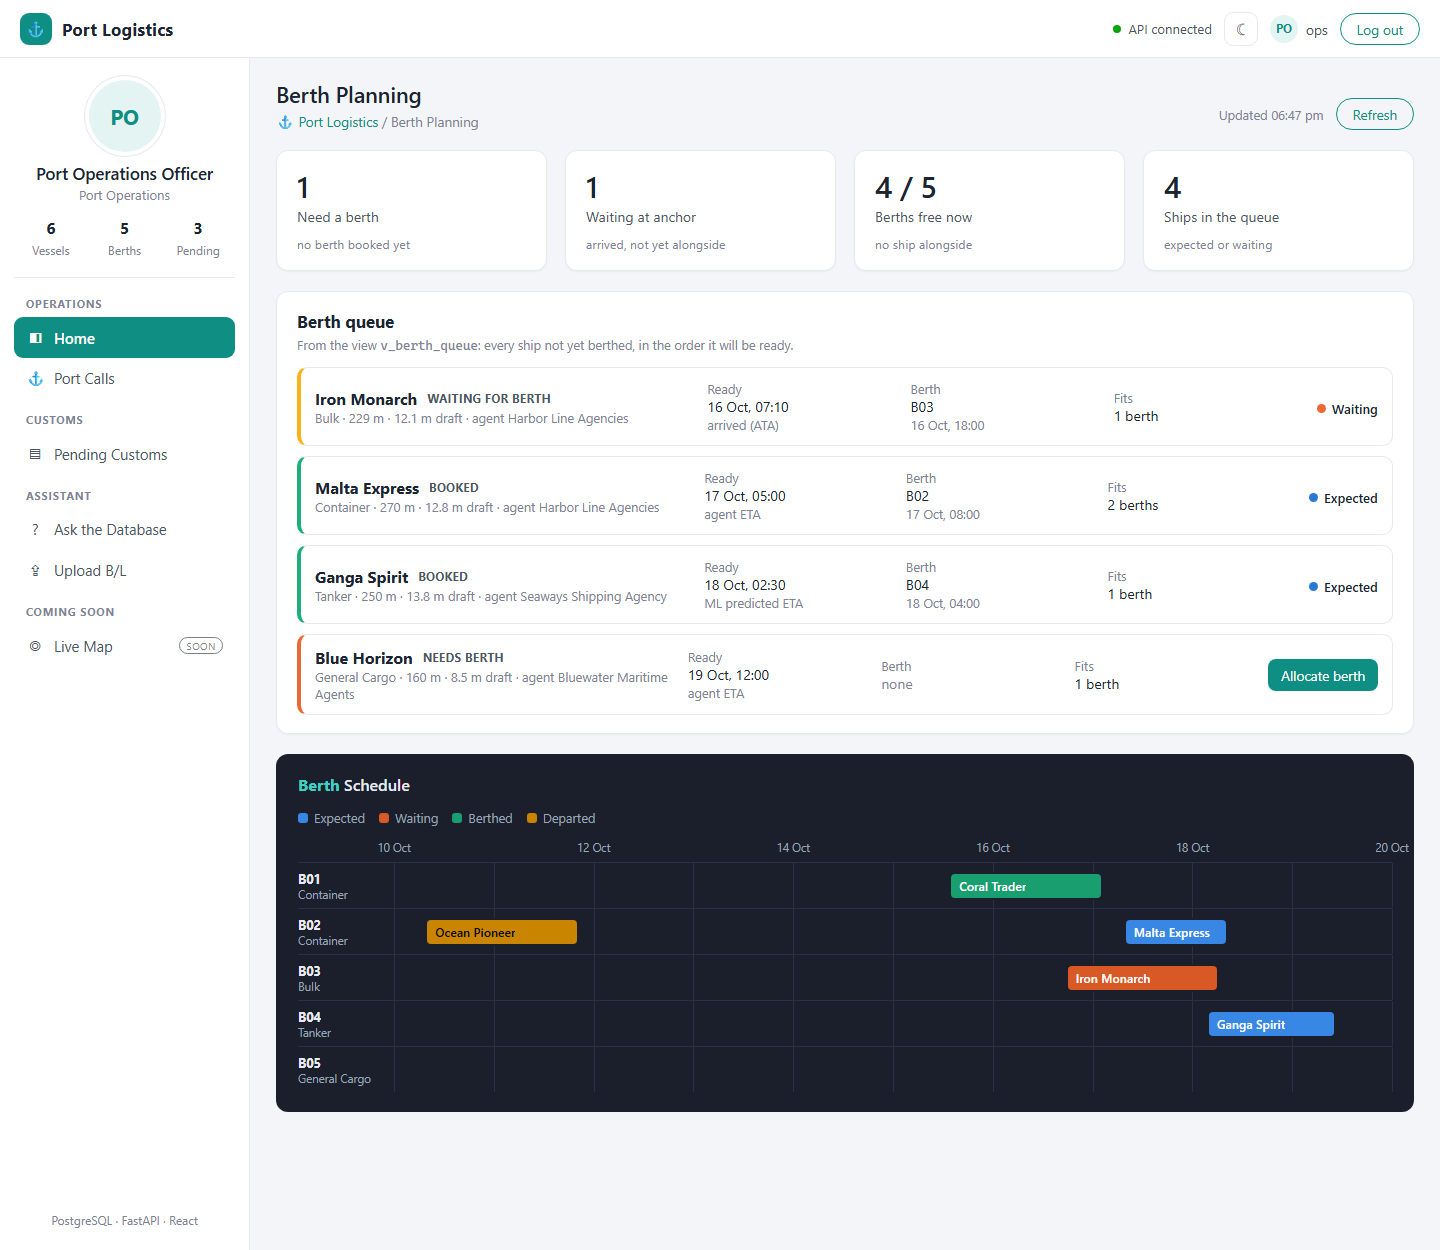 Port Logistics
API connected
PO
ops
Log out
PO
Port Operations Officer
Port Operations
6 5 3
Vessels Berths Pending
OPERATIONS
Home
Port Calls
CUSTOMS
Pending Customs
ASSISTANT
? Ask the Database
Upload B/L
COMING SOON
Live Map SOON
PostgreSQL · FastAPI · React
Berth Planning
Port Logistics / Berth Planning
Updated 06:47 pm
Refresh
1
Need a berth
no berth booked yet
1
Waiting at anchor
arrived, not yet alongside
4 / 5
Berths free now
no ship alongside
4
Ships in the queue
expected or waiting
Berth queue
From the view v_berth_queue: every ship not yet berthed, in the order it will be ready.
Iron Monarch WAITING FOR BERTH
Bulk · 229 m · 12.1 m draft · agent Harbor Line Agencies
Ready
16 Oct, 07:10
arrived (ATA)
Berth
B03
16 Oct, 18:00
Fits
1 berth
Waiting
Malta Express BOOKED
Container · 270 m · 12.8 m draft · agent Harbor Line Agencies
Ready
17 Oct, 05:00
agent ETA
Berth
B02
17 Oct, 08:00
Fits
2 berths
Expected
Ganga Spirit BOOKED
Tanker · 250 m · 13.8 m draft · agent Seaways Shipping Agency
Ready
18 Oct, 02:30
ML predicted ETA
Berth
B04
18 Oct, 04:00
Fits
1 berth
Expected
Blue Horizon NEEDS BERTH
General Cargo · 160 m · 8.5 m draft · agent Bluewater Maritime
Agents
Ready
19 Oct, 12:00
agent ETA
Berth
none
Fits
1 berth
Allocate berth
Berth Schedule
Expected Waiting Berthed Departed
10 Oct 12 Oct 14 Oct 16 Oct 18 Oct 20 Oct
B01
Container
Coral Trader
B02
Container
Ocean Pioneer
Malta Express
B03
Bulk
Iron Monarch
B04
Tanker
Ganga Spirit
B05
General Cargo